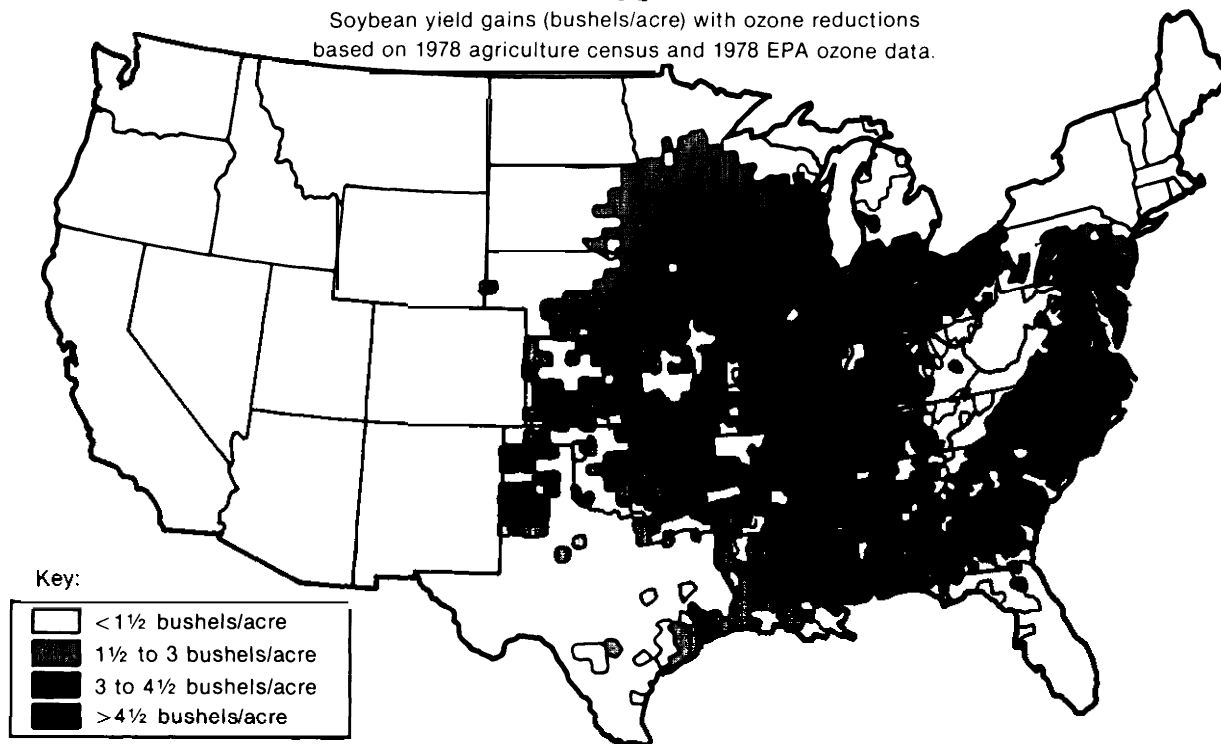 Soybean yield gains (bushels/acre) with ozone reductions
based on 1978 agriculture census and 1978 EPA ozone data.
Key:
<1½ bushels/acre
1½ to 3 bushels/acre
3 to 4½ bushels/acre
>4½ bushels/acre